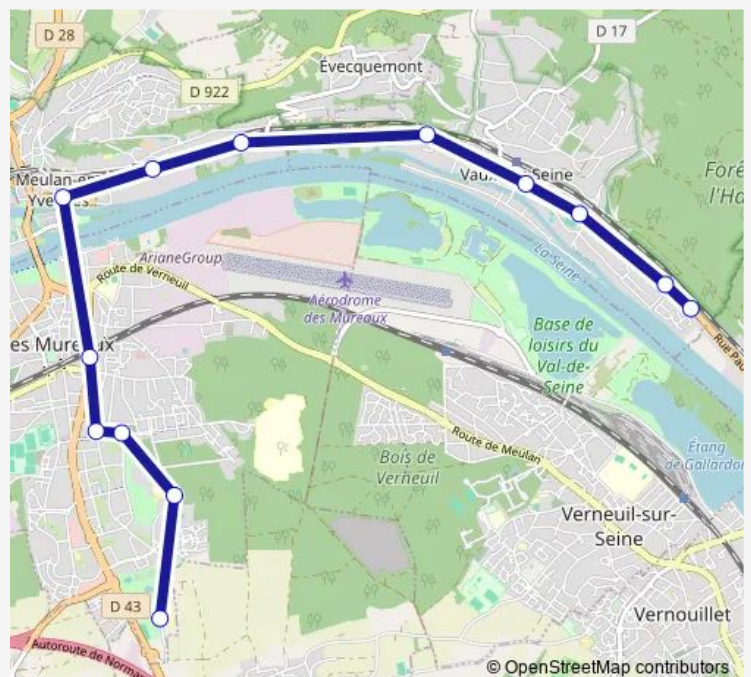 D 28
D 17
Évecquemont
D 922
Meulan-en-
Yvelines
Vaux-sur-Seine
Forê
l'Ha
ArianeGroup
Route de Verneuil
La Seine
Aérodrome
des Mureaux
es Mureaux
Base de
loisirs du
Val-de-
Seine
Rue Pau
Route de Meulan
Étang
de Gallardon
Bois de
Verneuil
Verneuil-sur-
Seine
D 43
Vernouillet
Autoroute de Norman
© OpenStreetMap contributors